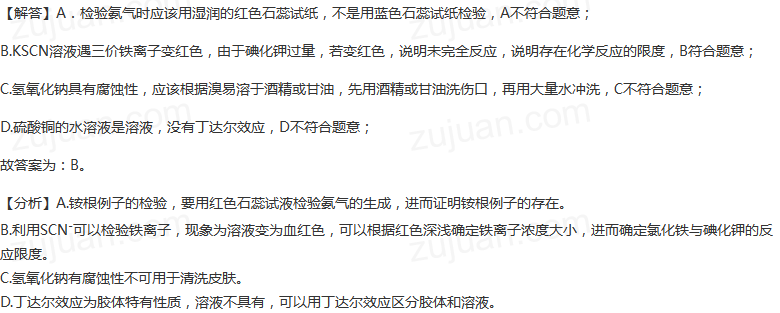 【解答】A．检验氨气时应该用湿润的红色石蕊试纸，不是用蓝色石蕊试纸检验，A不符合题意；
B.KSCN溶液遇三价铁离子变红色，由于碘化钾过量，若变红色，说明未完全反应，说明存在化学反应的限度，B符合题意；
C.氢氧化钠具有腐蚀性，应该根据溴易溶于酒精或甘油，先用酒精或甘油洗伤口，再用大量水冲洗，C不符合题意；
D.硫酸铜的水溶液是溶液，没有丁达尔效应，D不符合题意；
故答案为：B。
【分析】A.铵根例子的检验，要用红色石蕊试液检验氨气的生成，进而证明铵根例子的存在。
B.利用SCN⁻可以检验铁离子，现象为溶液变为血红色，可以根据红色深浅确定铁离子浓度大小，进而确定氯化铁与碘化钾的反
应限度。
C.氢氧化钠有腐蚀性不可用于清洗皮肤。
D.丁达尔效应为胶体特有性质，溶液不具有，可以用丁达尔效应区分胶体和溶液。
zujuan.com
zujuan.com
zujuan.com
zujuan.com